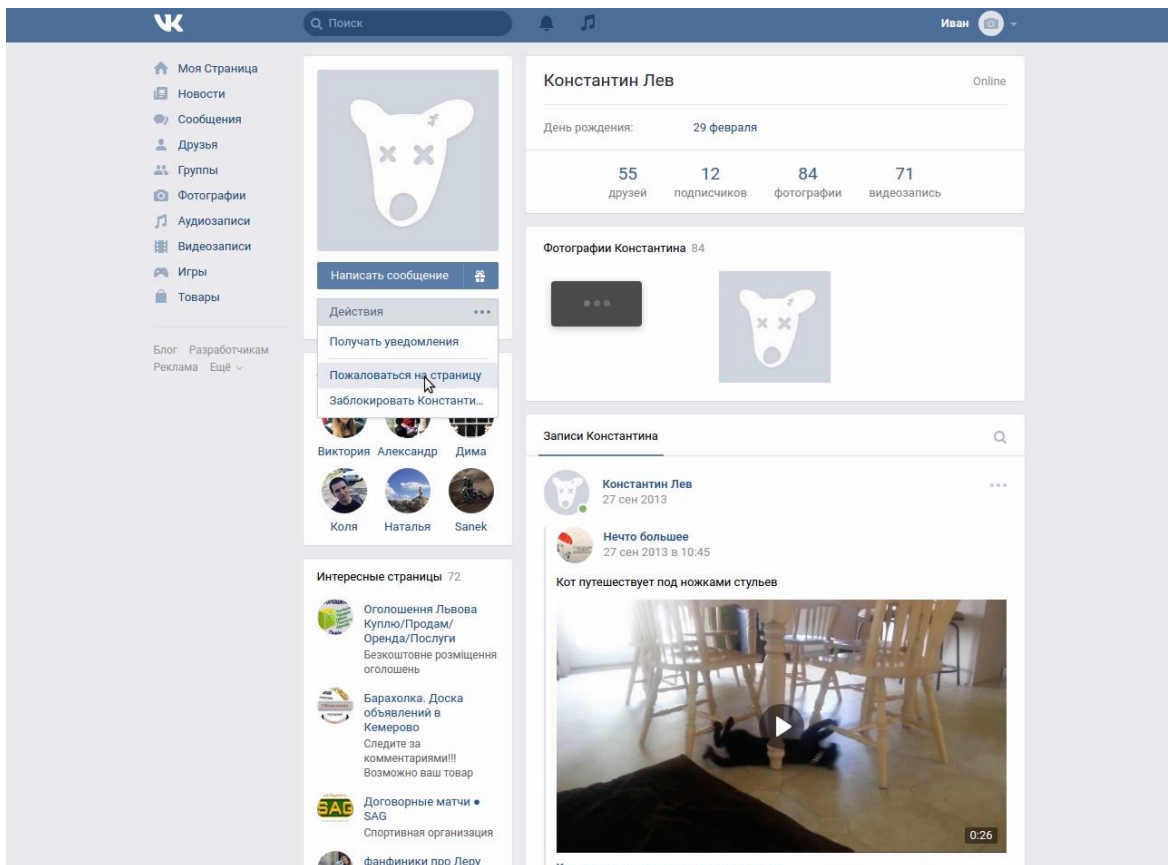 Поиск
Иван
Моя Страница
Новости
Сообщения
Друзья
Группы
Фотографии
Аудиозаписи
Видеозаписи
Игры
Товары
Блог Разработчикам
Реклама Ещё
Написать сообщение
Действия
Получать уведомления
Пожаловаться на страницу
Заблокировать Константи...
Виктория Александр Дима
Коля Наталья Sanek
Интересные страницы 72
Оголошення Львова
Куплю/Продам/
Оренда/Послуги
Безкоштовне розміщення
оголошень
Барахолка. Доска
объявлений в
Кемерово
Следите за
комментариями!!!
Возможно ваш товар
SAG
Договорные матчи ●
SAG
Спортивная организация
фанфиники про Леру
Константин Лев
Online
День рождения: 29 февраля
55 12 84 71
друзей подписчиков фотографии видеозапись
Фотографии Константина 84
Записи Константина
Константин Лев
27 сен 2013
Нечто большее
27 сен 2013 в 10:45
Кот путешествует под ножками стульев
0:26